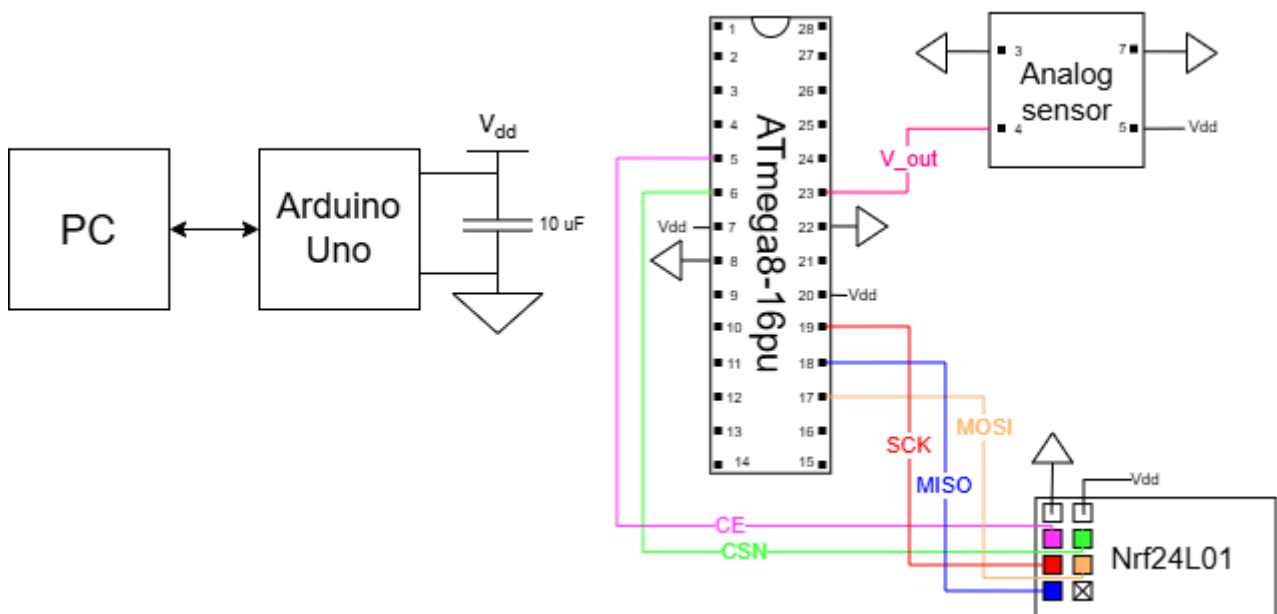 PC
Arduino
Uno
Vdd
10 uF
ATmega8-16pu
1
2
3
4
5
6
7
8
9
10
11
12
13
14
28
27
26
25
24
23
22
21
20
19
18
17
16
15
Vdd
Vdd
Analog
sensor
3
4
7
5
Vdd
V_out
SCK
MISO
MOSI
CE
CSN
Vdd
Nrf24L01